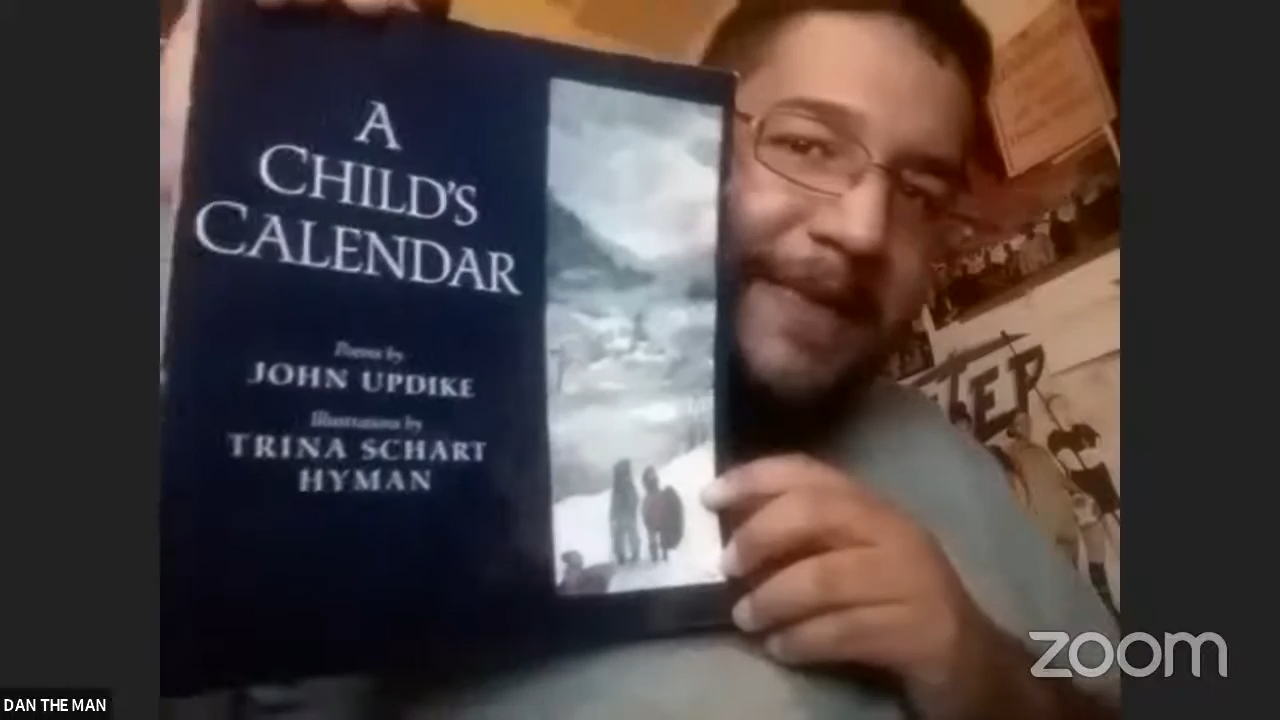 A
CHILD'S
CALENDAR
Poems by
JOHN UPDIKE
Illustrations by
TRINA SCHART
HYMAN
zoom
DAN THE MAN